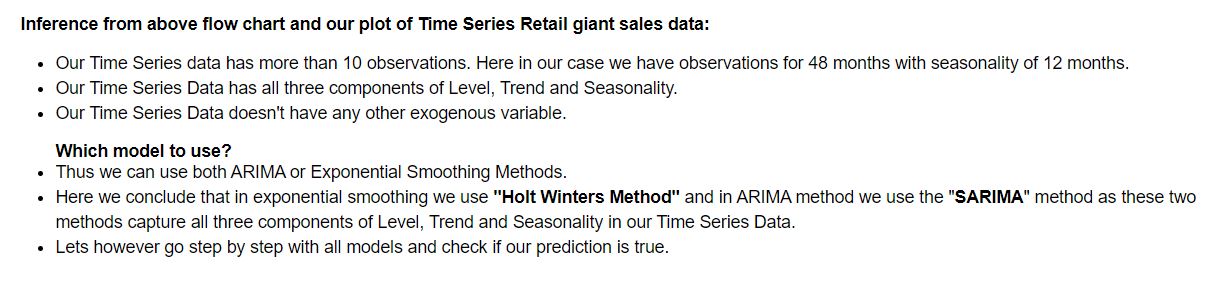 Inference from above flow chart and our plot of Time Series Retail giant sales data:
• Our Time Series data has more than 10 observations. Here in our case we have observations for 48 months with seasonality of 12 months.
• Our Time Series Data has all three components of Level, Trend and Seasonality.
• Our Time Series Data doesn't have any other exogenous variable.
Which model to use?
• Thus we can use both ARIMA or Exponential Smoothing Methods.
• Here we conclude that in exponential smoothing we use "Holt Winters Method" and in ARIMA method we use the "SARIMA" method as these two
methods capture all three components of Level, Trend and Seasonality in our Time Series Data.
• Lets however go step by step with all models and check if our prediction is true.